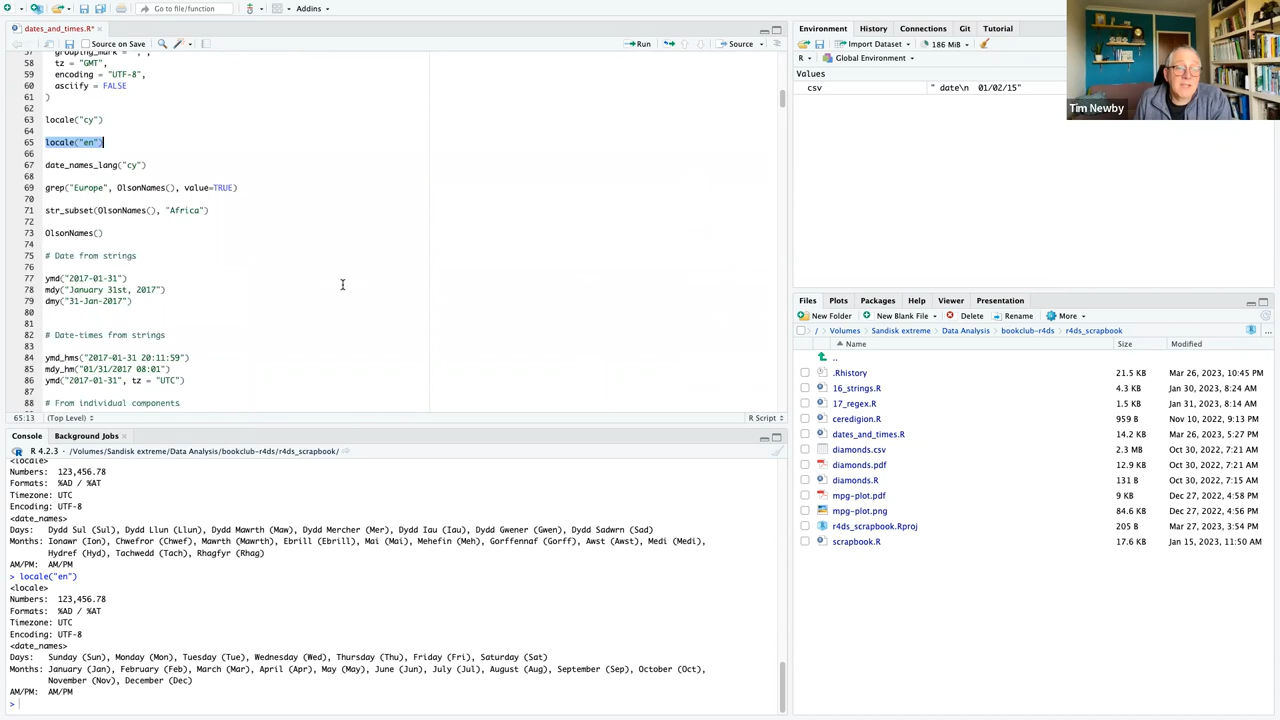 Go to file/function
Addins
dates_and_times.R*
Source on Save
Run
Source
57 grouping_mark = ",",
58 tz = "GMT",
59 encoding = "UTF-8",
60 asciify = FALSE
61 )
62
63 locale("cy")
64
65 locale("en")
66
67 date_names_lang("cy")
68
69 grep("Europe", OlsonNames(), value=TRUE)
70
71 str_subset(OlsonNames(), "Africa")
72
73 OlsonNames()
74
75 # Date from strings
76
77 ymd("2017-01-31")
78 mdy("January 31st, 2017")
79 dmy("31-Jan-2017")
80
81
82 # Date-times from strings
83
84 ymd_hms("2017-01-31 20:11:59")
85 mdy_hm("01/31/2017 08:01")
86 ymd("2017-01-31", tz = "UTC")
87
88 # From individual components
65:13 (Top Level) R Script
Console Background Jobs
R 4.2.3 · /Volumes/Sandisk extreme/Data Analysis/bookclub-r4ds/r4ds_scrapbook/
<locale>
Numbers: 123,456.78
Formats: %AD / %AT
Timezone: UTC
Encoding: UTF-8
<date_names>
Days: Dydd Sul (Sul), Dydd Llun (Llun), Dydd Mawrth (Maw), Dydd Mercher (Mer), Dydd Iau (Iau), Dydd Gwener (Gwen), Dydd Sadwrn (Sad)
Months: Ionawr (Ion), Chwefror (Chwef), Mawrth (Mawrth), Ebrill (Ebrill), Mai (Mai), Mehefin (Meh), Gorffennaf (Gorff), Awst (Awst), Medi (Medi),
Hydref (Hyd), Tachwedd (Tach), Rhagfyr (Rhag)
AM/PM: AM/PM
> locale("en")
<locale>
Numbers: 123,456.78
Formats: %AD / %AT
Timezone: UTC
Encoding: UTF-8
<date_names>
Days: Sunday (Sun), Monday (Mon), Tuesday (Tue), Wednesday (Wed), Thursday (Thu), Friday (Fri), Saturday (Sat)
Months: January (Jan), February (Feb), March (Mar), April (Apr), May (May), June (Jun), July (Jul), August (Aug), September (Sep), October (Oct),
November (Nov), December (Dec)
AM/PM: AM/PM
>
Environment History Connections Git Tutorial
Import Dataset 186 MiB
R Global Environment
Values
csv " date\n 01/02/15"
Tim Newby
Files Plots Packages Help Viewer Presentation
New Folder New Blank File Delete Rename More
/ Volumes Sandisk extreme Data Analysis bookclub-r4ds r4ds_scrapbook ...
Name Size Modified
..
.Rhistory 21.5 KB Mar 26, 2023, 10:45 PM
16_strings.R 4.3 KB Jan 30, 2023, 8:24 AM
17_regex.R 1.5 KB Jan 31, 2023, 8:14 AM
ceredigion.R 959 B Nov 10, 2022, 9:13 PM
dates_and_times.R 14.2 KB Mar 26, 2023, 5:27 PM
diamonds.csv 2.3 MB Oct 30, 2022, 7:21 AM
diamonds.pdf 12.9 KB Oct 30, 2022, 7:21 AM
diamonds.R 131 B Oct 30, 2022, 7:15 AM
mpg-plot.pdf 9 KB Dec 27, 2022, 4:58 PM
mpg-plot.png 84.6 KB Dec 27, 2022, 4:56 PM
r4ds_scrapbook.Rproj 205 B Mar 27, 2023, 3:54 PM
scrapbook.R 17.6 KB Jan 15, 2023, 11:50 AM